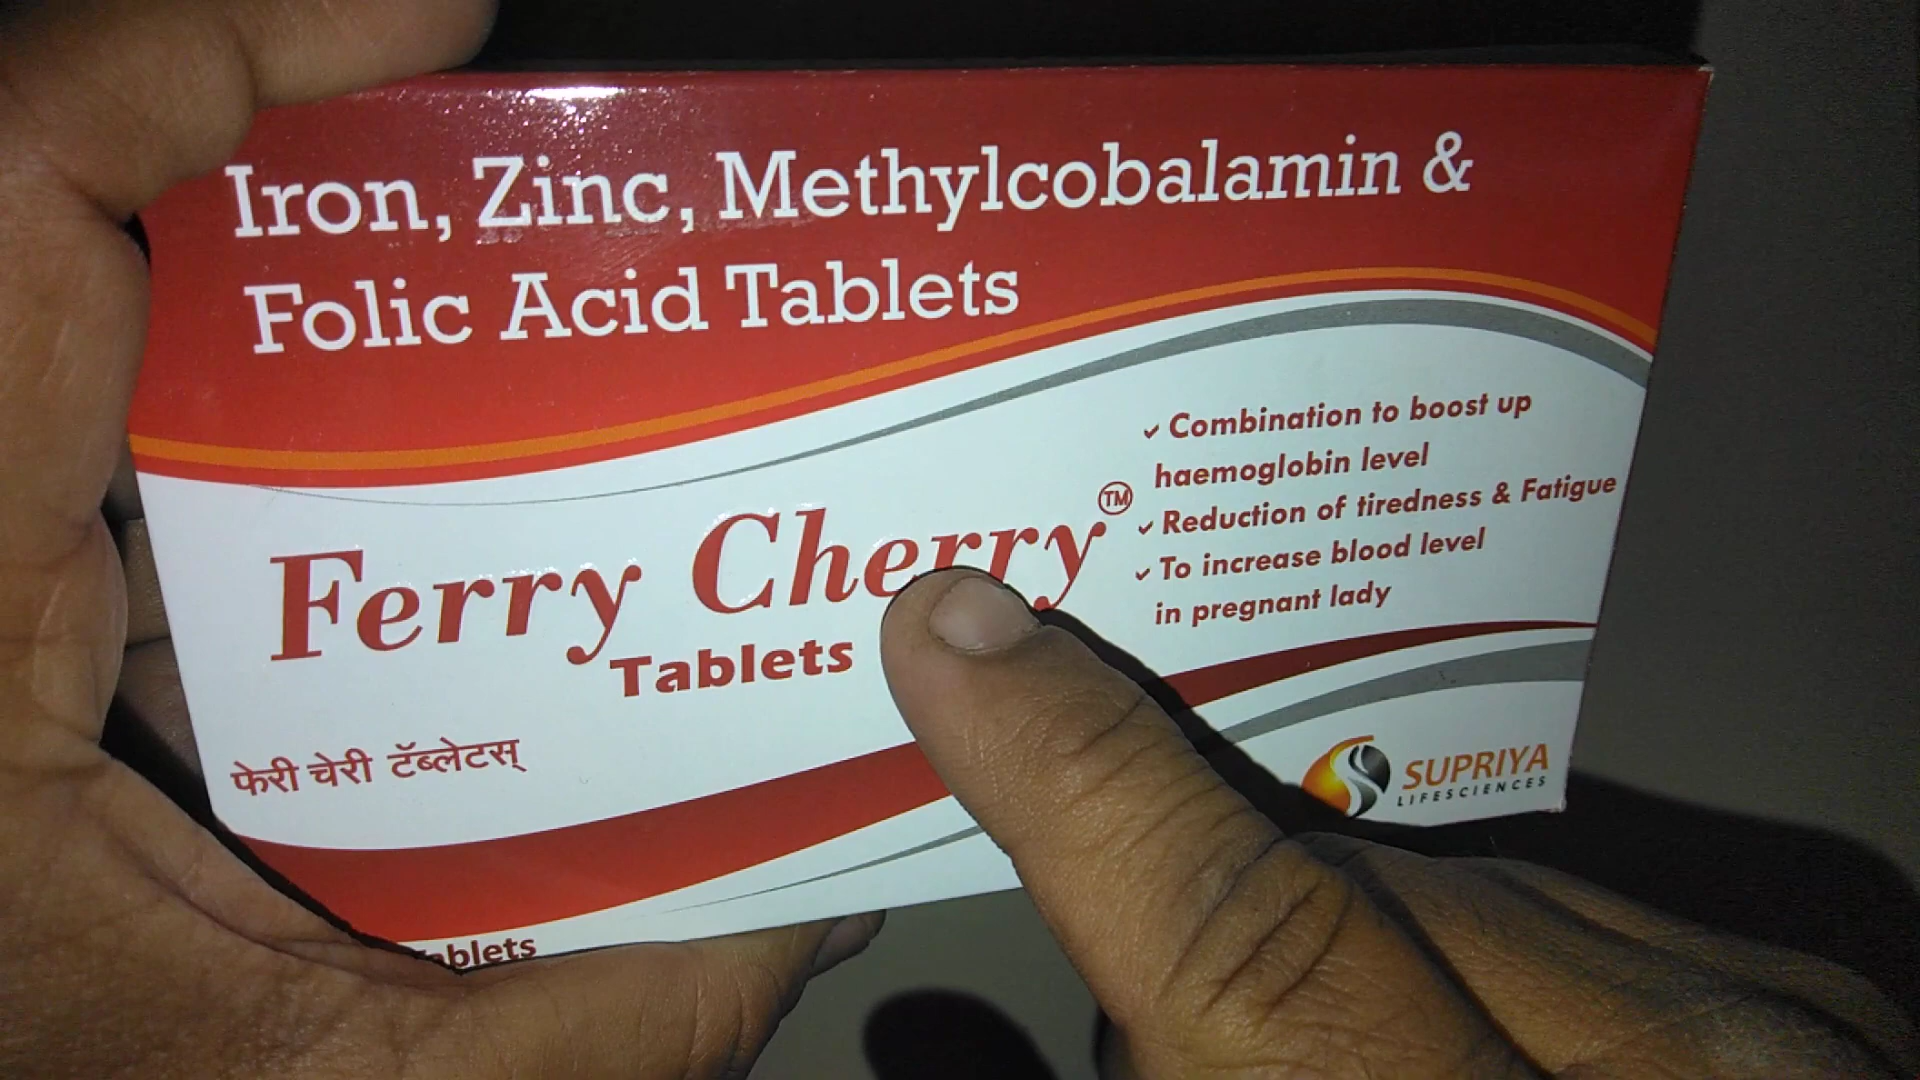 Iron, Zinc, Methylcobalamin &
Folic Acid Tablets
Ferry Cherry™
Tablets
फेरी चेरी टॅब्लेटस्
✓ Combination to boost up
haemoglobin level
✓ Reduction of tiredness & Fatigue
✓ To increase blood level
in pregnant lady
SUPRIYA
LIFESCIENCES
Tablets